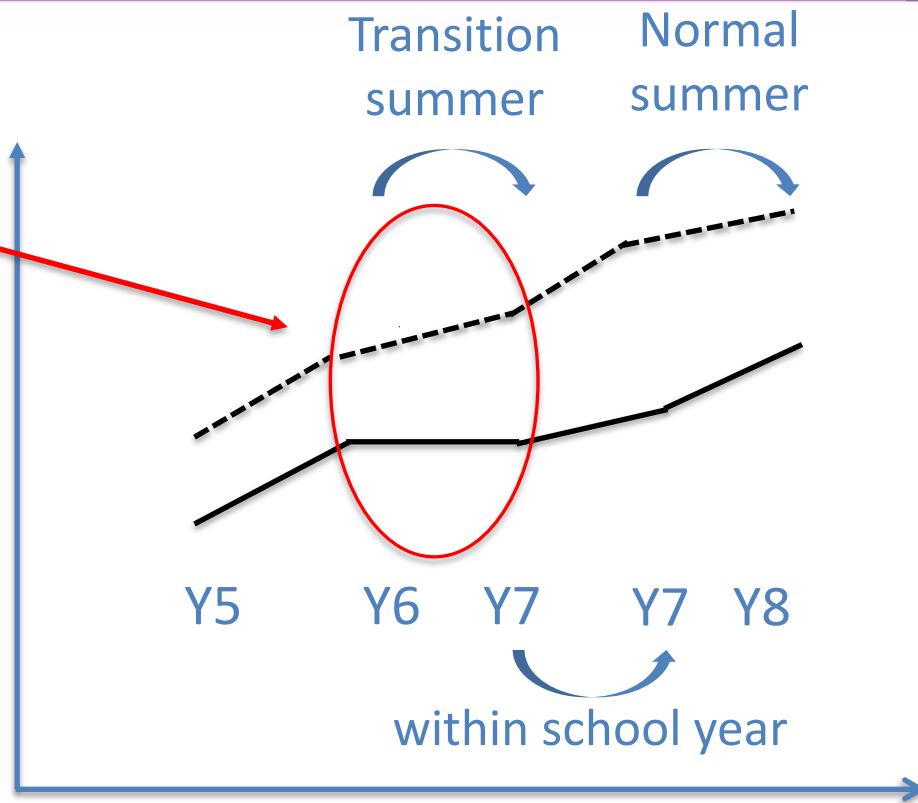 Transition
summer
Normal
summer
Y5 Y6 Y7 Y7 Y8
within school year